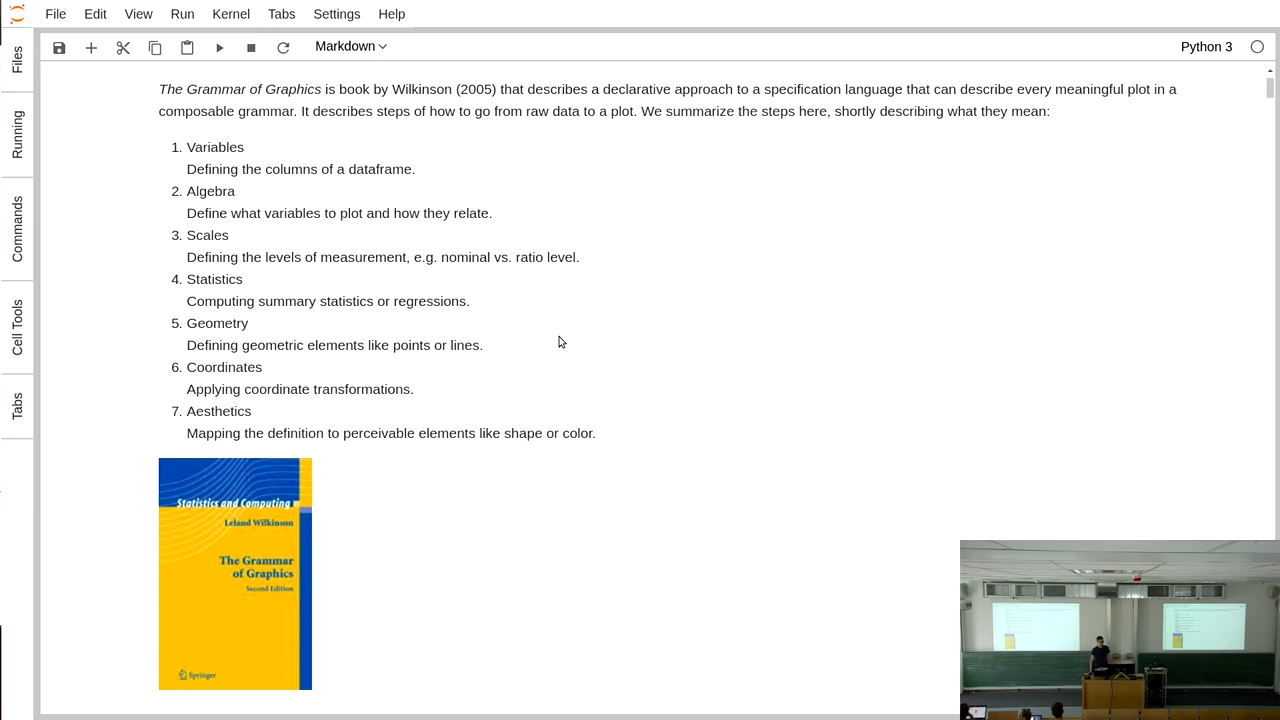 File Edit View Run Kernel Tabs Settings Help
Markdown
Python 3
Files
Running
Commands
Cell Tools
Tabs
The Grammar of Graphics is book by Wilkinson (2005) that describes a declarative approach to a specification language that can describe every meaningful plot in a
composable grammar. It describes steps of how to go from raw data to a plot. We summarize the steps here, shortly describing what they mean:
1. Variables
Defining the columns of a dataframe.
2. Algebra
Define what variables to plot and how they relate.
3. Scales
Defining the levels of measurement, e.g. nominal vs. ratio level.
4. Statistics
Computing summary statistics or regressions.
5. Geometry
Defining geometric elements like points or lines.
6. Coordinates
Applying coordinate transformations.
7. Aesthetics
Mapping the definition to perceivable elements like shape or color.
Statistics and Computing
Leland Wilkinson
The Grammar
of Graphics
Second Edition
Springer